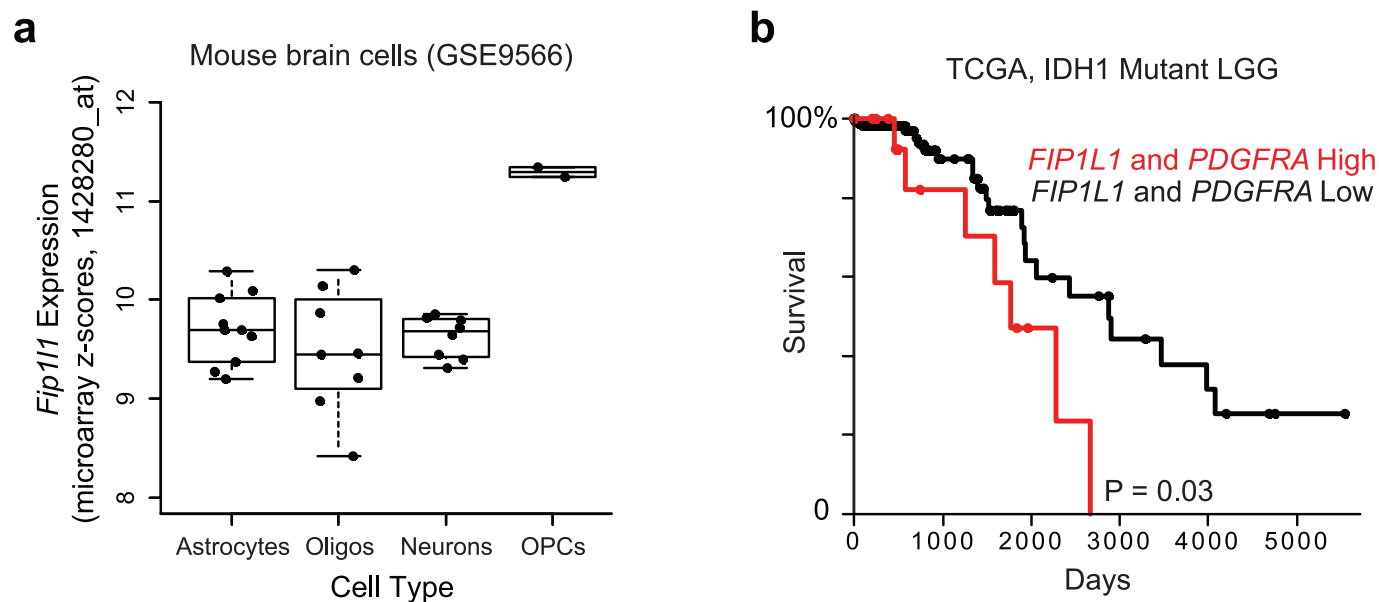 a
Mouse brain cells (GSE9566)
Fip1l1 Expression
(microarray z-scores, 1428280_at)
12
11
10
9
8
Astrocytes Oligos Neurons OPCs
Cell Type
b
TCGA, IDH1 Mutant LGG
100%
FIP1L1 and PDGFRA High
FIP1L1 and PDGFRA Low
Survival
P = 0.03
0
0 1000 2000 3000 4000 5000
Days